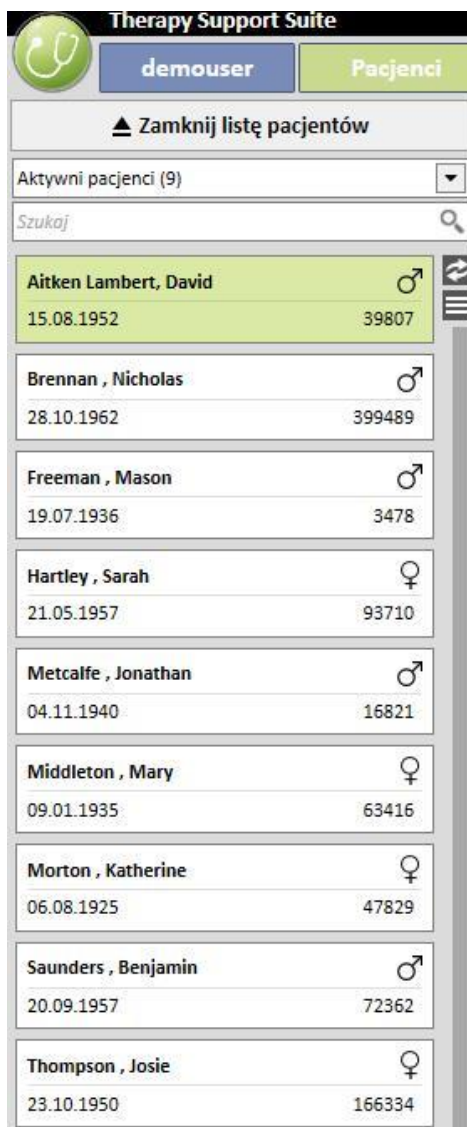 Therapy Support Suite
demouser Pacjenci
Zamknij listę pacjentów
Aktywni pacjenci (9)
Szukaj
Aitken Lambert, David
15.08.1952 39807
Brennan , Nicholas
28.10.1962 399489
Freeman , Mason
19.07.1936 3478
Hartley , Sarah
21.05.1957 93710
Metcalfe , Jonathan
04.11.1940 16821
Middleton , Mary
09.01.1935 63416
Morton , Katherine
06.08.1925 47829
Saunders , Benjamin
20.09.1957 72362
Thompson , Josie
23.10.1950 166334